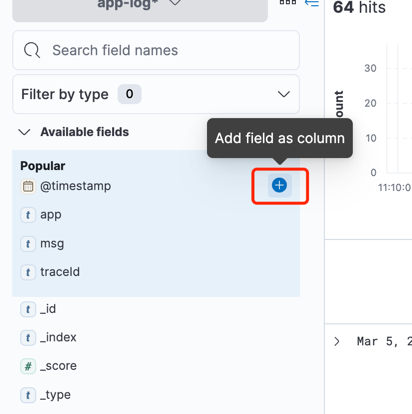 app-log*
64 hits
Search field names
Filter by type 0
Available fields
Add field as column
Popular
@timestamp
t app
t msg
t traceId
t _id
t _index
# _score
t _type
ount
30
20
10
0
11:10:0
Mar 5, 2